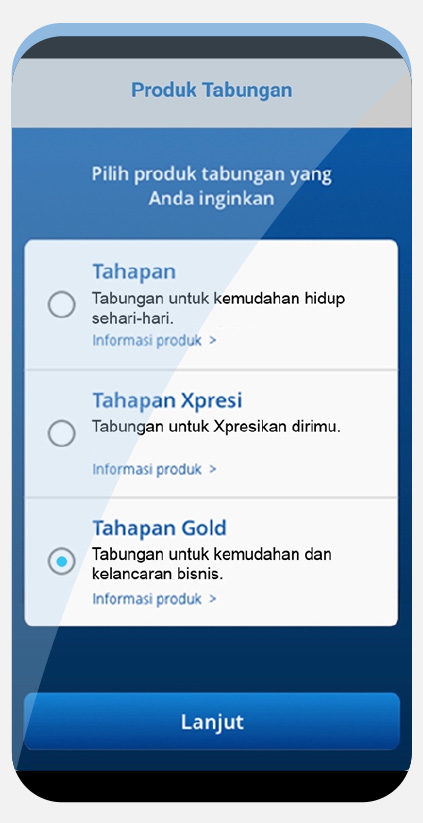 Produk Tabungan
Pilih produk tabungan yang
Anda inginkan
Tahapan
Tabungan untuk kemudahan hidup
sehari-hari.
Informasi produk >
Tahapan Xpresi
Tabungan untuk Xpresikan dirimu.
Informasi produk >
Tahapan Gold
Tabungan untuk kemudahan dan
kelancaran bisnis.
Informasi produk >
Lanjut